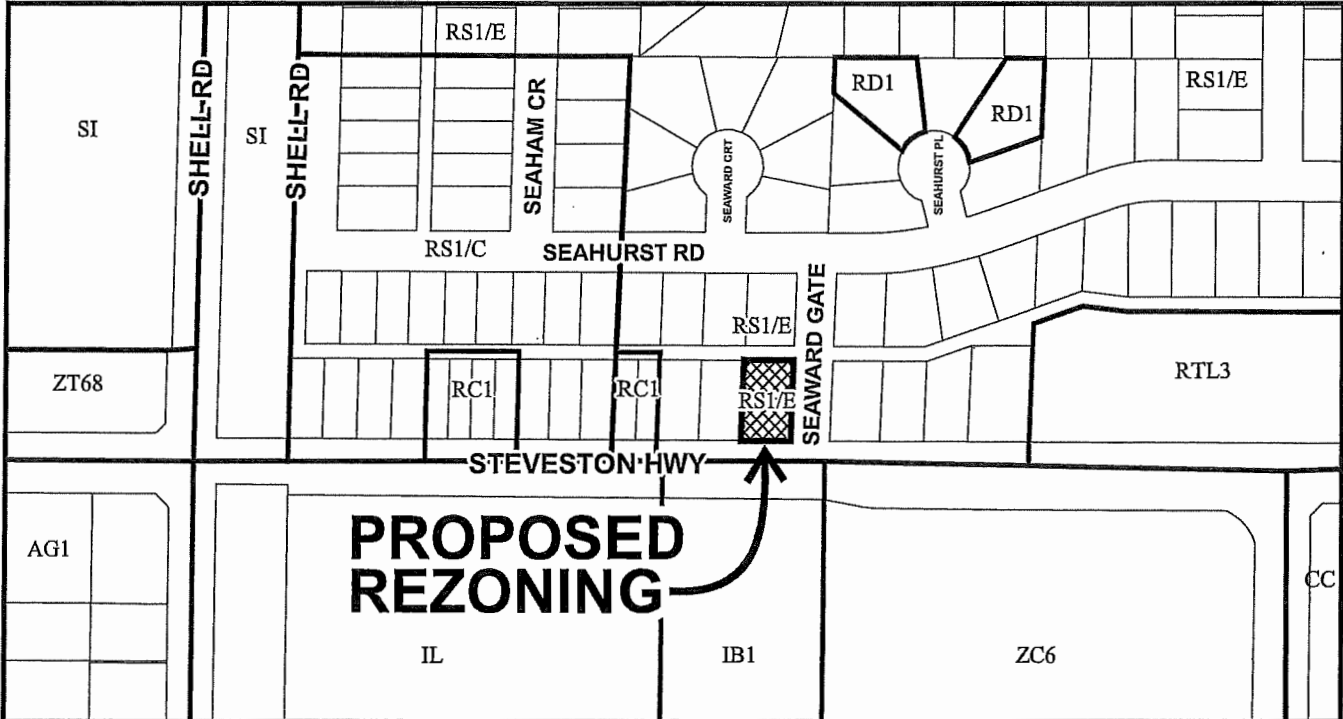 RS1/E
RD1
RS1/E
SI
SHELL RD
SI
SHELL RD
SEAHAM CR
SEAWARD CRT
RD1
SEAHURST PL
RS1/C
SEAHURST RD
RS1/E
SEAWARD GATE
ZT68
RC1
RC1
RS1/E
RTL3
STEVESTON HWY
PROPOSED
REZONING
AG1
CC
IL
IB1
ZC6